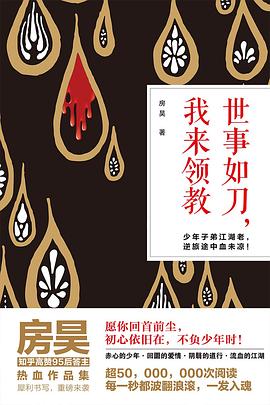 房昊 著
世事如刀，
我来领教
少年子弟江湖老，
逆旅途中血未凉！
房昊
知乎高赞95后答主
热血作品集
犀利书写，重磅来袭
愿你回首前尘，
初心依旧在，不负少年时！
赤心的少年·回圜的爱情·阴翳的道行·流血的江湖
超50，000，000次阅读
每一秒都波翻浪滚，一发入魂